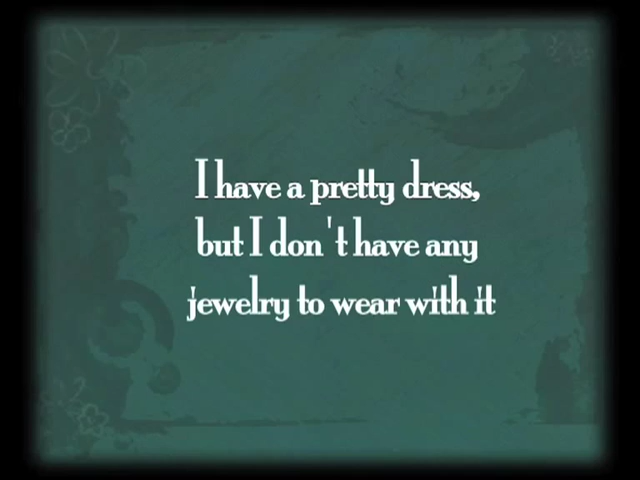 I have a pretty dress,
but I don't have any
jewelry to wear with it